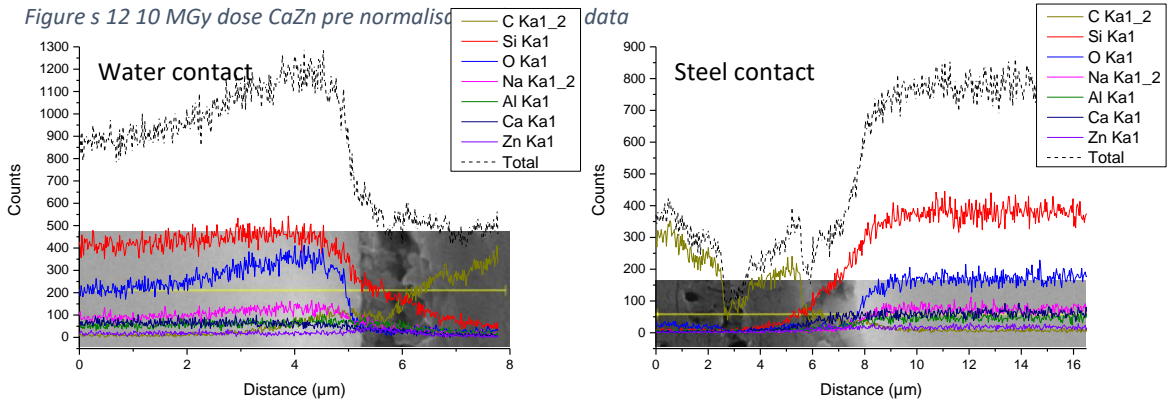 Figure s 12 10 MGy dose CaZn pre normalis data
Water contact
C Ka1_2
Si Ka1
O Ka1
Na Ka1_2
Al Ka1
Ca Ka1
Zn Ka1
Total
1300
1200
1100
1000
900
800
700
600
500
400
300
200
100
0
Counts
0 2 4 6 8
Distance (µm)
Steel contact
C Ka1_2
Si Ka1
O Ka1
Na Ka1_2
Al Ka1
Ca Ka1
Zn Ka1
Total
900
800
700
600
500
400
300
200
100
0
Counts
0 2 4 6 8 10 12 14 16
Distance (µm)